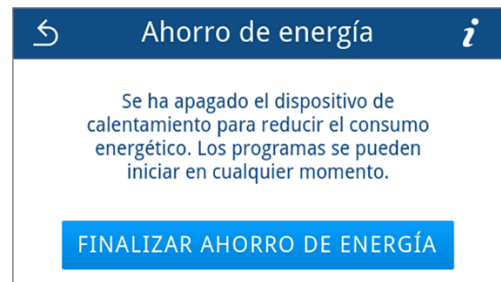 Ahorro de energía
Se ha apagado el dispositivo de
calentamiento para reducir el consumo
energético. Los programas se pueden
iniciar en cualquier momento.
FINALIZAR AHORRO DE ENERGÍA